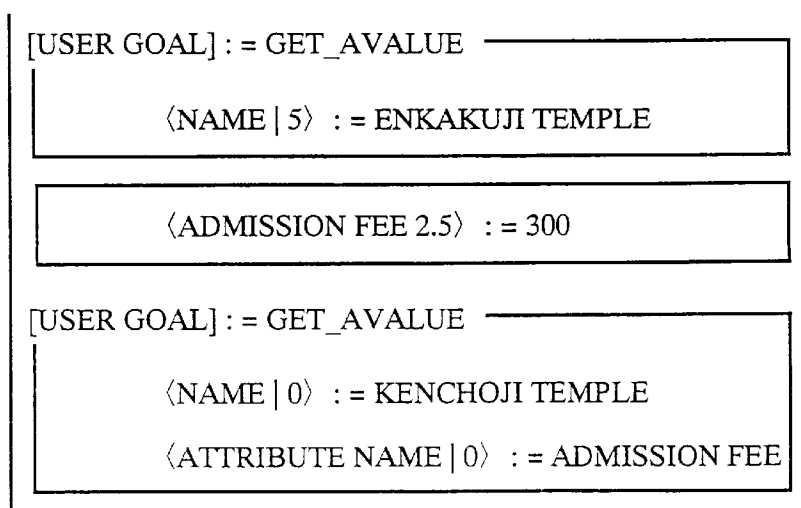 [USER GOAL] : = GET_AVALUE
⟨NAME | 5⟩ : = ENKAKUJI TEMPLE
⟨ADMISSION FEE 2.5⟩ : = 300
[USER GOAL] : = GET_AVALUE
⟨NAME | 0⟩ : = KENCHOJI TEMPLE
⟨ATTRIBUTE NAME | 0⟩ : = ADMISSION FEE